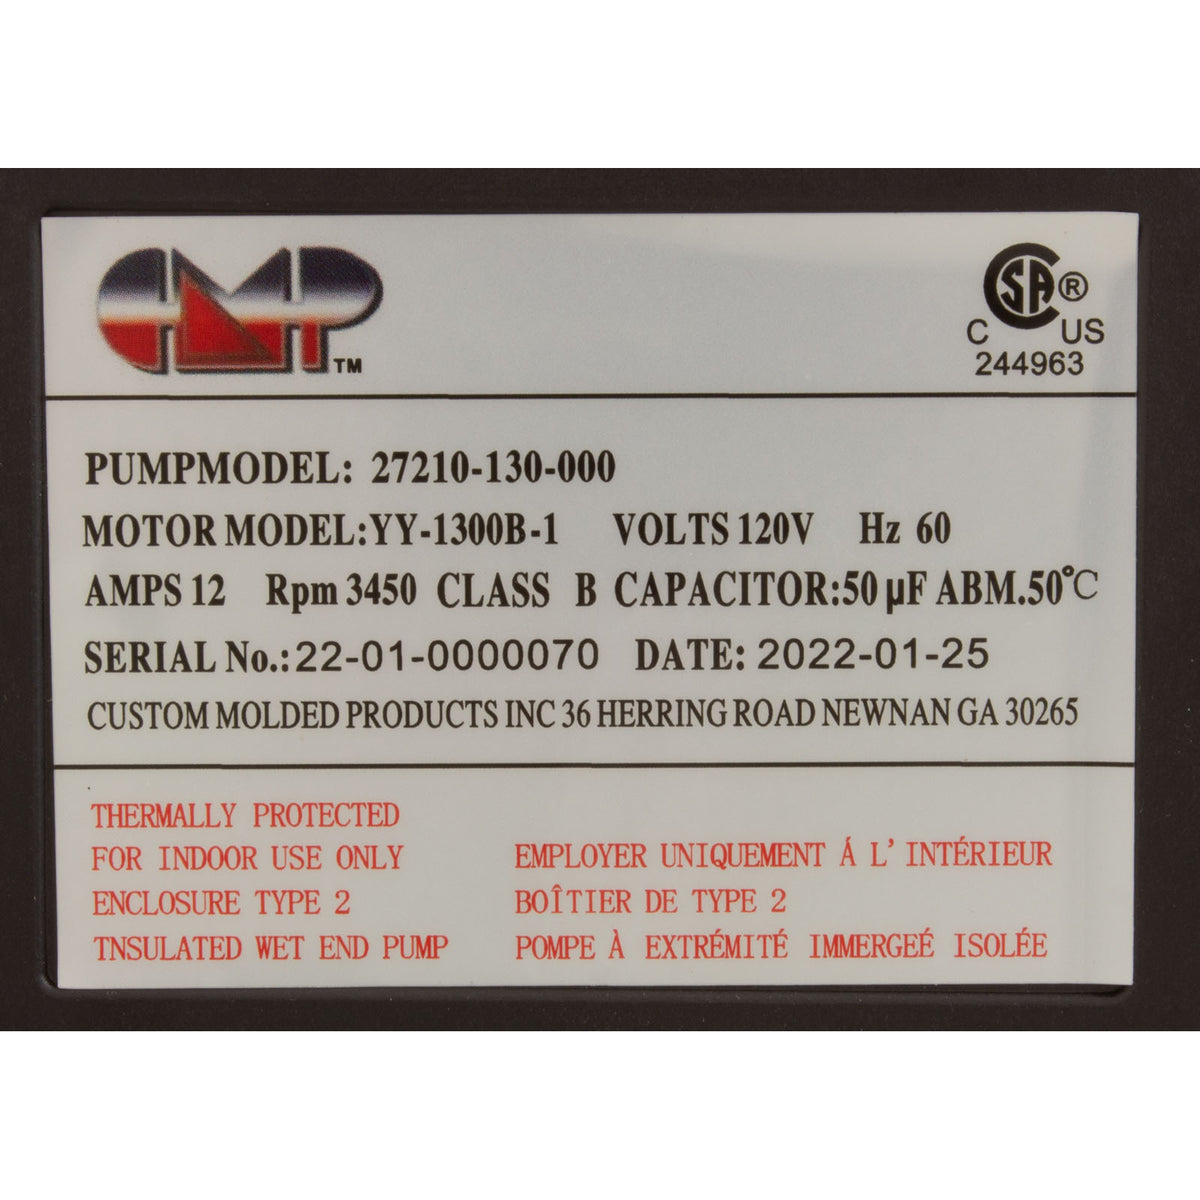 CMP TM
CSA ®
C US
244963
PUMPMODEL: 27210-130-000
MOTOR MODEL:YY-1300B-1 VOLTS 120V Hz 60
AMPS 12 Rpm 3450 CLASS B CAPACITOR:50 µF ABM.50℃
SERIAL No.:22-01-0000070 DATE: 2022-01-25
CUSTOM MOLDED PRODUCTS INC 36 HERRING ROAD NEWNAN GA 30265
THERMALLY PROTECTED
FOR INDOOR USE ONLY
ENCLOSURE TYPE 2
TNSULATED WET END PUMP
EMPLOYER UNIQUEMENT Á L' INTÉRIEUR
BOÎTIER DE TYPE 2
POMPE À EXTRÉMITÉ IMMERGEÉ ISOLÉE